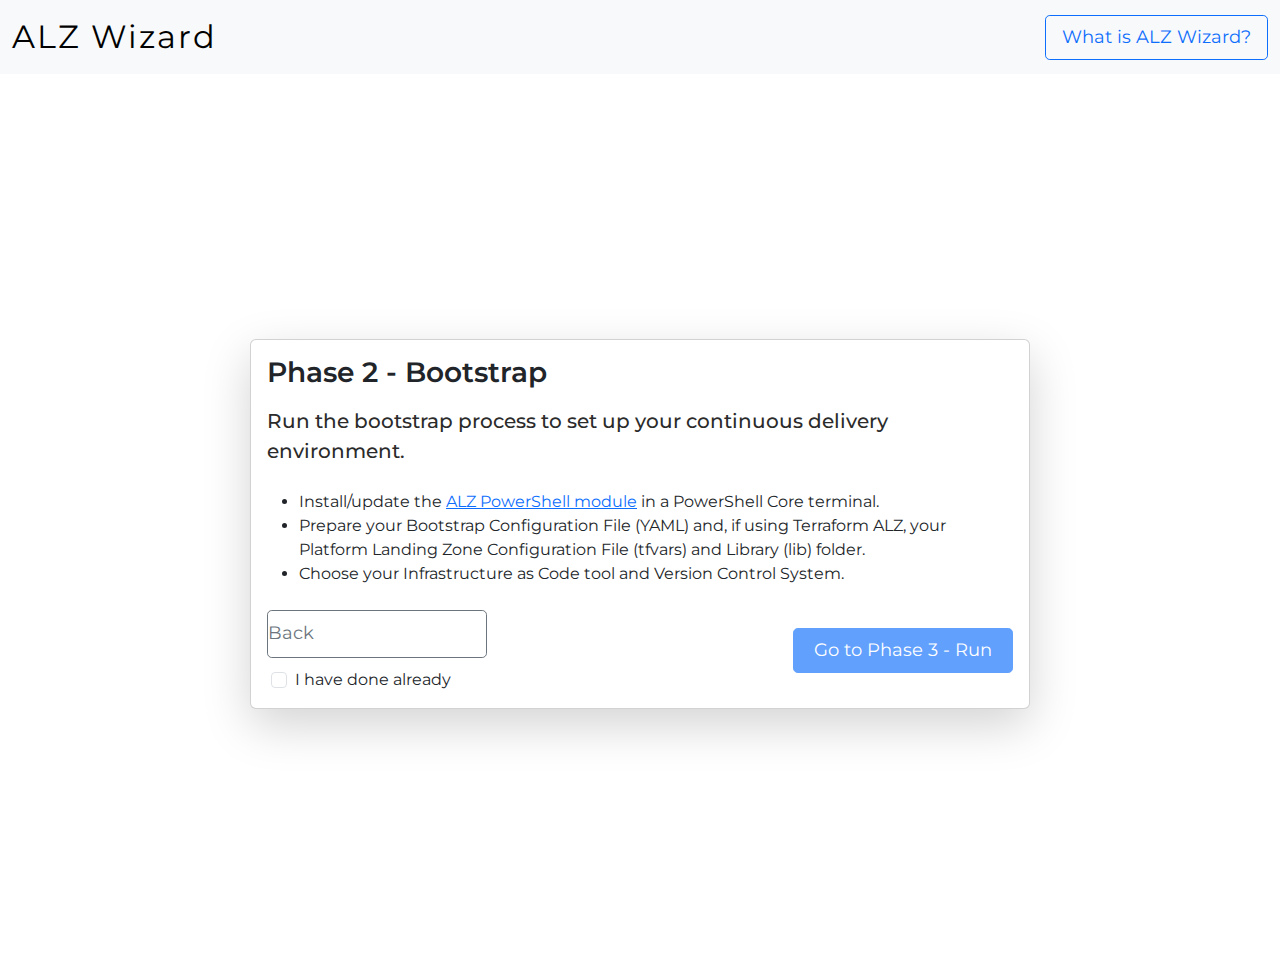 ALZ Wizard
What is ALZ Wizard?
Phase 2 - Bootstrap
Run the bootstrap process to set up your continuous delivery
environment.
Install/update the ALZ PowerShell module in a PowerShell Core terminal.
Prepare your Bootstrap Configuration File (YAML) and, if using Terraform ALZ, your
Platform Landing Zone Configuration File (tfvars) and Library (lib) folder.
Choose your Infrastructure as Code tool and Version Control System.
Back
Go to Phase 3 - Run
I have done already